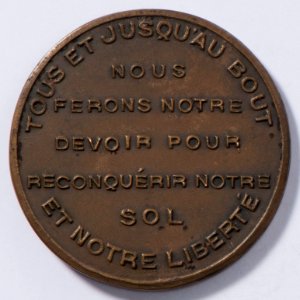 TOUS ET JUSQU'AU BOUT
NOUS
FERONS NOTRE
DEVOIR POUR
RECONQUÉRIR NOTRE
SOL
ET NOTRE LIBERTÉ